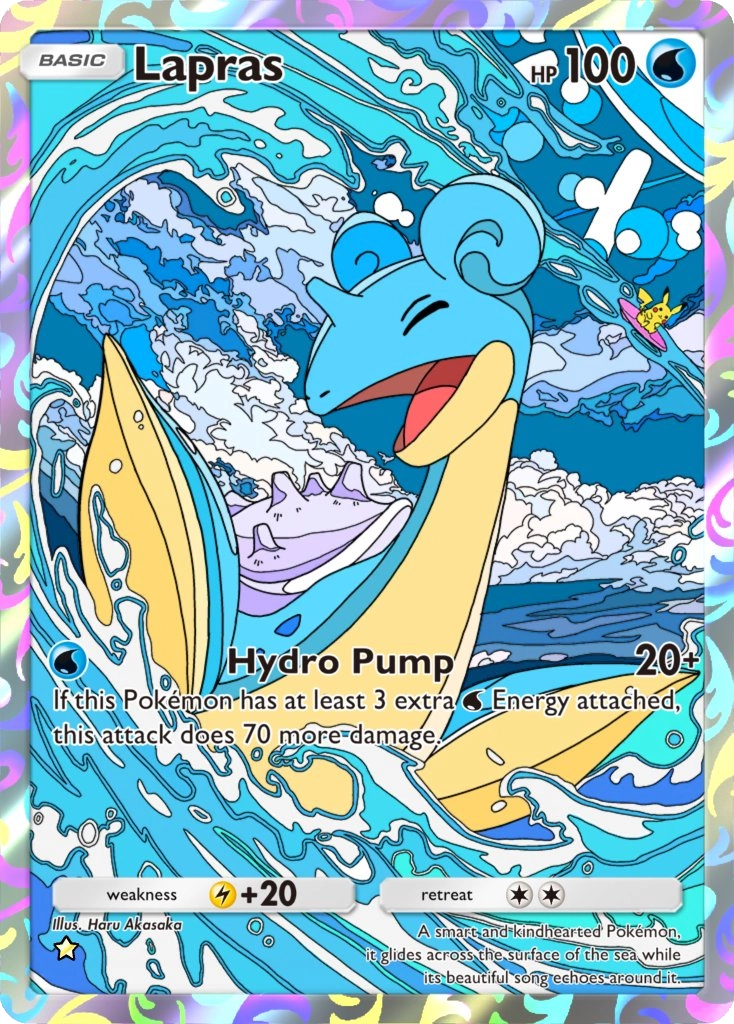 BASIC Lapras HP 100
Hydro Pump 20+
If this Pokémon has at least 3 extra Energy attached,
this attack does 70 more damage.
weakness +20 retreat
Illus. Haru Akasaka
A smart and kindhearted Pokémon,
it glides across the surface of the sea while
its beautiful song echoes around it.